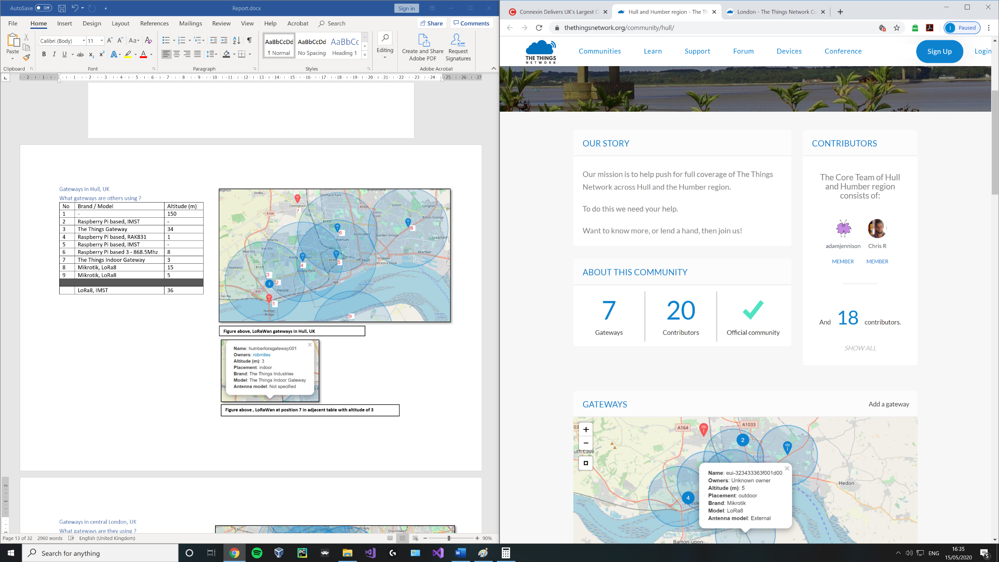 AutoSave Off
Report.docx
Sign in
File Home Insert Design Layout References Mailings Review View Help Acrobat Search
Share Comments
Paste
Calibri (Body) 11
AaBbCcDd AaBbCcDd AaBbCc
¶ Normal No Spacing Heading 1
Editing
Create and Share
Adobe PDF
Request
Signatures
Clipboard Font Paragraph Styles Adobe Acrobat
Gateways in Hull, UK
What gateways are others using ?
No Brand / Model Altitude (m)
1 - 150
2 Raspberry Pi based, IMST -
3 The Things Gateway 34
4 Raspberry Pi based, RAK831 1
5 Raspberry Pi based, IMST -
6 Raspberry Pi based 3 - 868.5Mhz 8
7 The Things Indoor Gateway 3
8 Mikrotik, LoRa8 15
9 Mikrotik, LoRa8 5
LoRa8, IMST 36
Skidby
Orchard Park
Cottingham
7
A1033
Sutton
Longhill
A164
Bilton Grange
B1233
6
8
Sculcoates
Garden Village
Greatfield
Willerby
Avenues
Kirk Ella
West Ella
Marfleet
A1105
Hull
Drypool
Victoria Dock
Swanland
B1231
4
5
Anlaby Park
3
2
2
A63
A15
Hessle
1
Humber
Bridge
9
Figure above, LoRaWan gateways in Hull, UK
Name: humberloragateway001
Owners: robmiles
Altitude (m): 3
Placement: indoor
Brand: The Things Industries
Model: The Things Indoor Gateway
Antenna model: Not specified
Figure above , LoRaWan at position 7 in adjacent table with altitude of 3
Gateways in central London, UK
What gateways are they using ?
Lower Holloway
Shacklewell
Page 13 of 32 2960 words English (United Kingdom)
90%
Connexin Delivers UK's Largest C
Hull and Humber region - The Th
London - The Things Network Co
thethingsnetwork.org/community/hull/
Paused
THE THINGS
NETWORK
Communities Learn Support Forum Devices Conference
Sign Up
Login
OUR STORY
Our mission is to help push for full coverage of The Things
Network across Hull and the Humber region.
To do this we need your help.
Want to know more, or lend a hand, then join us!
ABOUT THIS COMMUNITY
7 20
Gateways Contributors Official community
CONTRIBUTORS
The Core Team of Hull
and Humber region
consists of:
adamjennison Chris R
MEMBER MEMBER
And 18 contributors.
SHOW ALL
GATEWAYS
Add a gateway
+
−
A164
A1033
2
uth Cave
Kingston
Hedon
4
Name: eui-323433363f001d00
Owners: Unknown owner
Altitude (m): 5
Placement: outdoor
Brand: Mikrotik
Model: LoRa8
Antenna model: External
Barton-upon-
Search for anything
ENG
16:35
15/05/2020
5